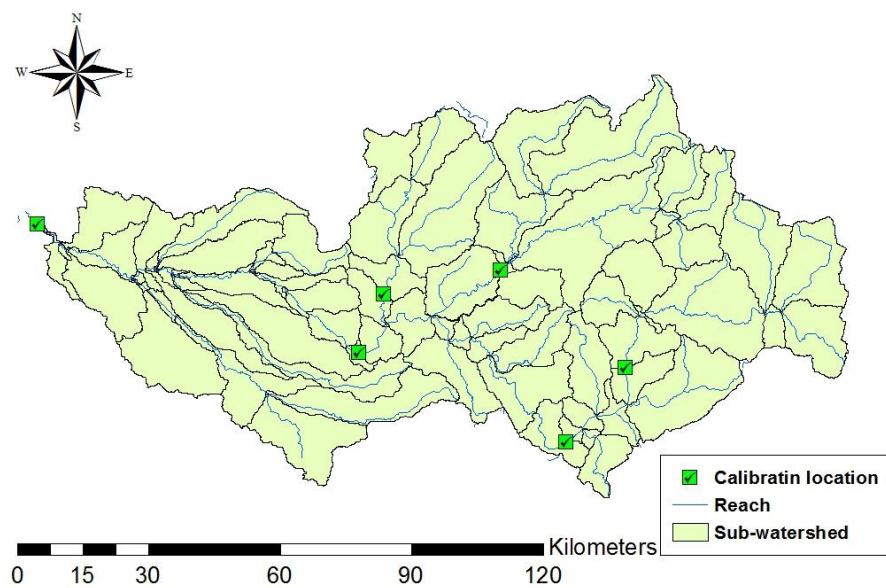 N
W
E
S
Calibratin location
Reach
Sub-watershed
Kilometers
0 15 30 60 90 120